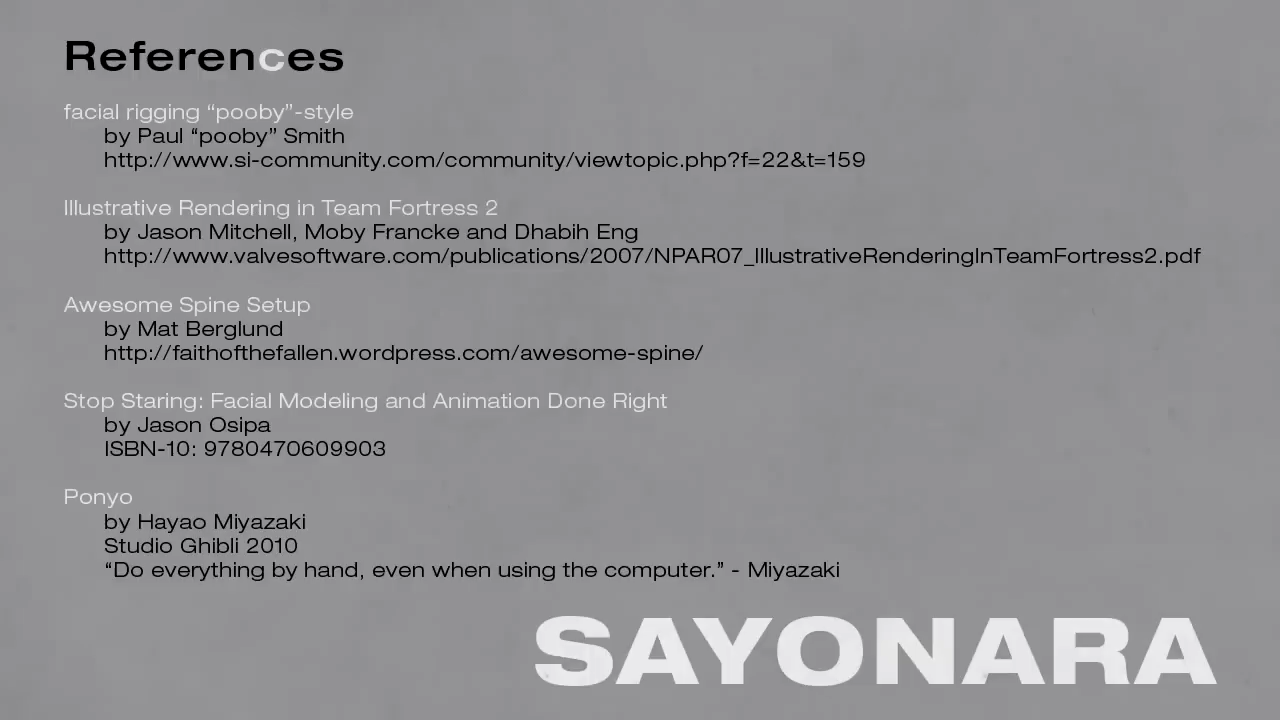 References
facial rigging “pooby”-style
by Paul “pooby” Smith
http://www.si-community.com/community/viewtopic.php?f=22&t=159
Illustrative Rendering in Team Fortress 2
by Jason Mitchell, Moby Francke and Dhabih Eng
http://www.valvesoftware.com/publications/2007/NPAR07_IllustrativeRenderingInTeamFortress2.pdf
Awesome Spine Setup
by Mat Berglund
http://faithofthefallen.wordpress.com/awesome-spine/
Stop Staring: Facial Modeling and Animation Done Right
by Jason Osipa
ISBN-10: 9780470609903
Ponyo
by Hayao Miyazaki
Studio Ghibli 2010
“Do everything by hand, even when using the computer.” - Miyazaki
SAYONARA